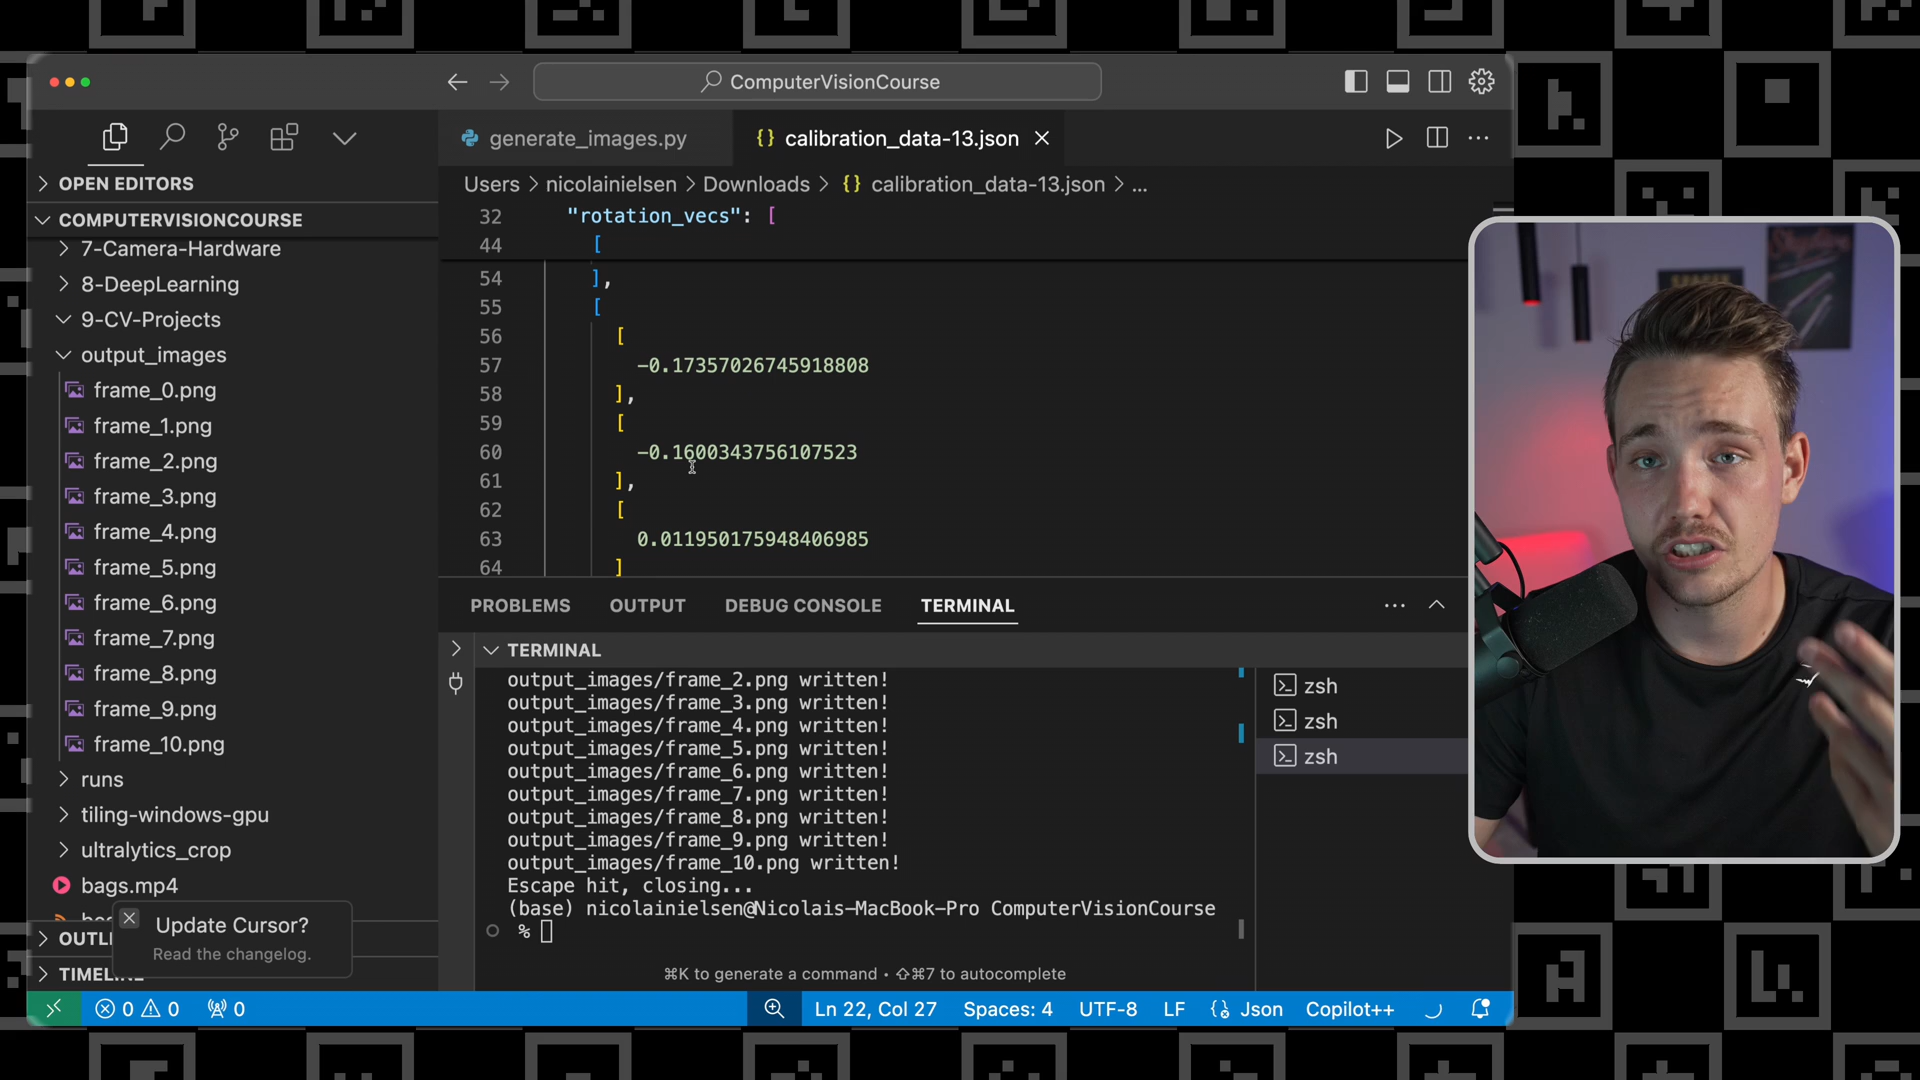 ComputerVisionCourse
generate_images.py
{} calibration_data-13.json
Users > nicolainielsen > Downloads > {} calibration_data-13.json > ...
OPEN EDITORS
COMPUTERVISIONCOURSE
7-Camera-Hardware
8-DeepLearning
9-CV-Projects
output_images
frame_0.png
frame_1.png
frame_2.png
frame_3.png
frame_4.png
frame_5.png
frame_6.png
frame_7.png
frame_8.png
frame_9.png
frame_10.png
runs
tiling-windows-gpu
ultralytics_crop
bags.mp4
OUTLI
TIMELINE
Update Cursor?
Read the changelog.
32 "rotation_vecs": [
44 [
54 ],
55 [
56 [
57 -0.17357026745918808
58 ],
59 [
60 -0.1600343756107523
61 ],
62 [
63 0.011950175948406985
64 ]
PROBLEMS OUTPUT DEBUG CONSOLE TERMINAL
TERMINAL
output_images/frame_2.png written!
output_images/frame_3.png written!
output_images/frame_4.png written!
output_images/frame_5.png written!
output_images/frame_6.png written!
output_images/frame_7.png written!
output_images/frame_8.png written!
output_images/frame_9.png written!
output_images/frame_10.png written!
Escape hit, closing...
(base) nicolainielsen@Nicolais-MacBook-Pro ComputerVisionCourse
%
⌘K to generate a command • ⇧⌘7 to autocomplete
zsh
zsh
zsh
0 0 0 Ln 22, Col 27 Spaces: 4 UTF-8 LF {} Json Copilot++